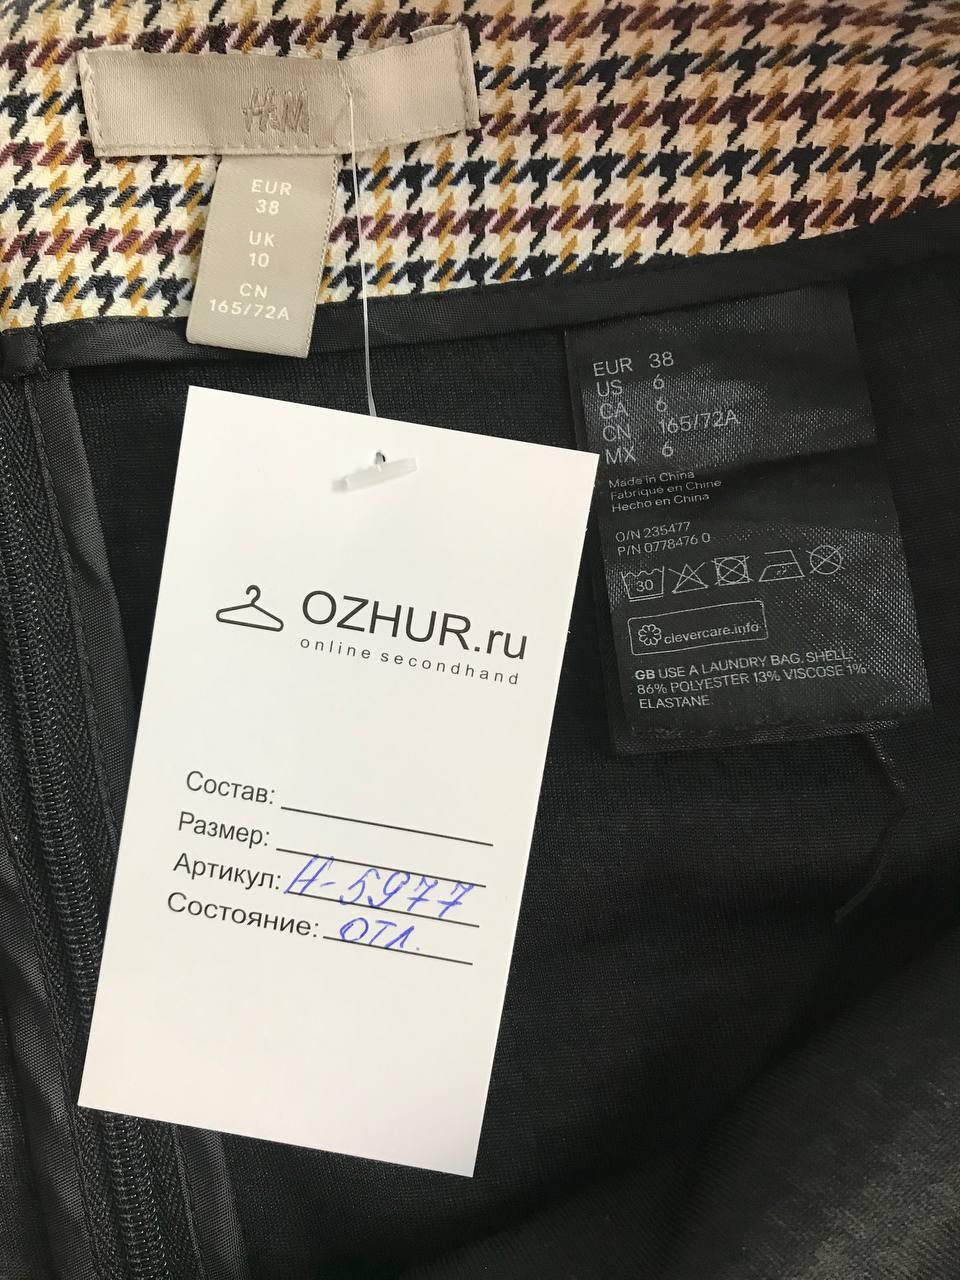 H&M
EUR
38
UK
10
CN
165/72A
EUR 38
US 6
CA 6
CN 165/72A
MX 6
Made in China
Fabriqué en Chine
Hecho en China
O/N 235477
P/N 0778476 0
30
clevercare.info
GB USE A LAUNDRY BAG. SHELL:
86% POLYESTER 13% VISCOSE 1%
ELASTANE
OZHUR.ru
online secondhand
Состав:
Размер:
Артикул: Н-5977
Состояние: отл.